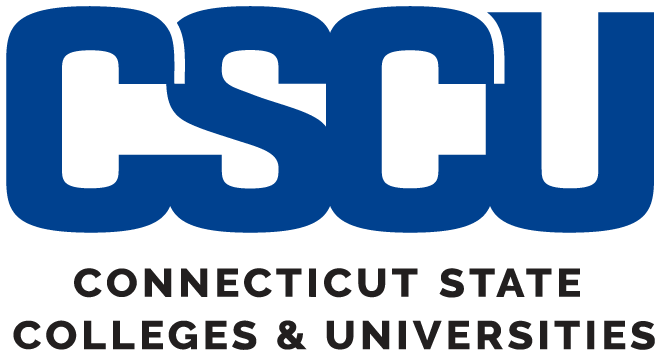 CSCU
CONNECTICUT STATE
COLLEGES & UNIVERSITIES